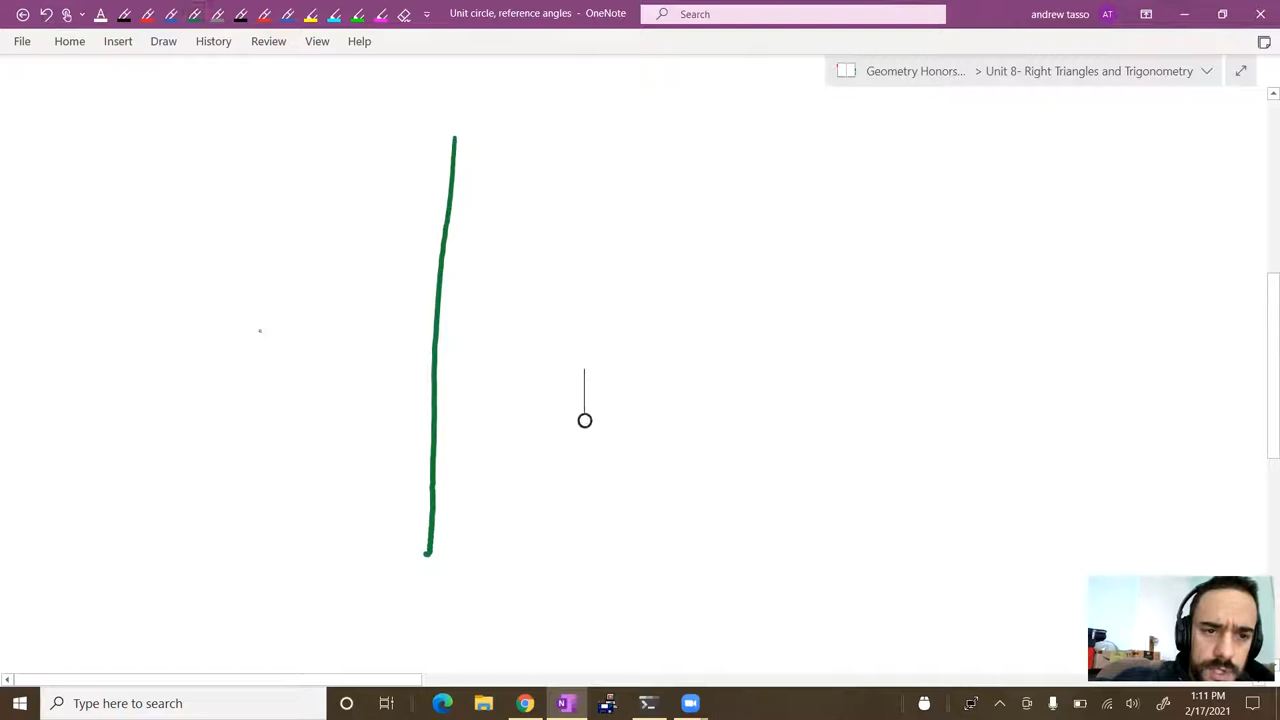 Unit circle, reference angles - OneNote
Search
andrew tasso
AT
File Home Insert Draw History Review View Help
Geometry Honors... > Unit 8- Right Triangles and Trigonometry
Type here to search
1:11 PM
2/17/2021